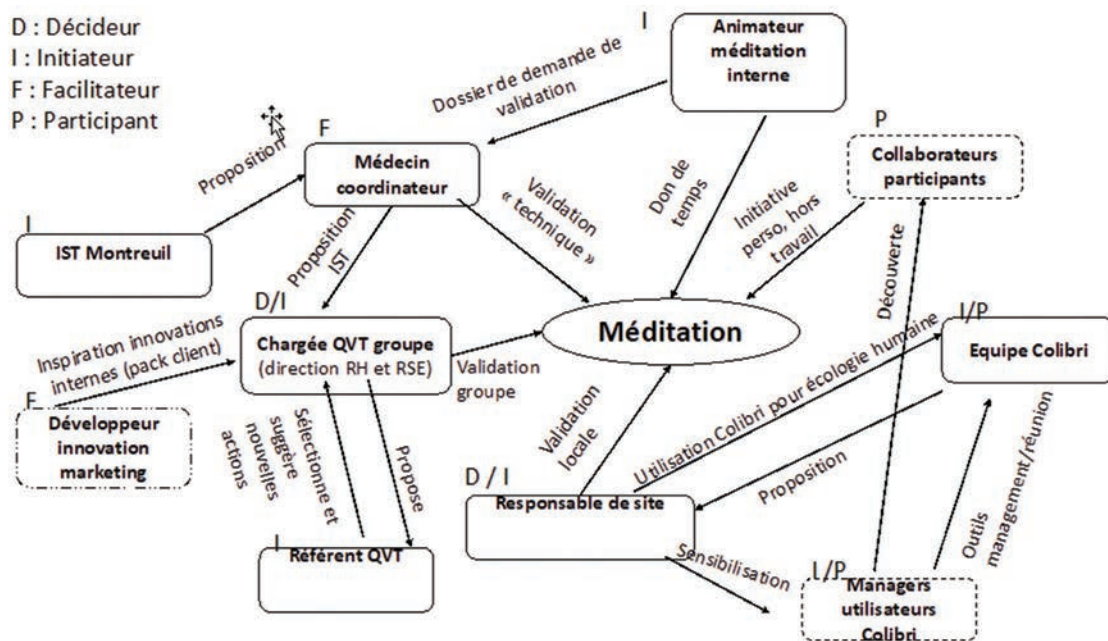 D : Décideur
I : Initiateur
F : Facilitateur
P : Participant
I
Animateur
méditation
interne
Dossier de demande de
validation
F
Médecin
coordinateur
Proposition
I
IST Montreuil
P
Collaborateurs
participants
Validation
« technique »
Don de
temps
Initiative
perso, hors
travail
Proposition
IST
D/I
Chargée QVT groupe
(direction RH et RSE)
Inspiration innovations
internes (pack client)
F
Développeur
innovation
marketing
Validation
groupe
Méditation
Découverte
I/P
Equipe Colibri
Utilisation Colibri pour écologie humaine
Validation
locale
Proposition
Sélectionne et
suggère
nouvelles
actions
Propose
I
Référent QVT
D / I
Responsable de site
Sensibilisation
Outils
management/réunion
I/P
Managers
utilisateurs
Colibri